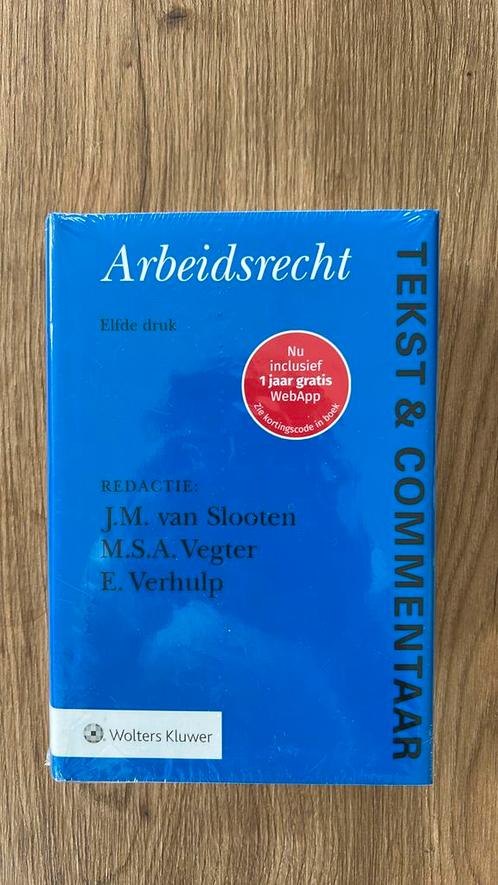 Arbeidsrecht
Elfde druk
Nu
inclusief
1 jaar gratis
WebApp
Zie kortingscode in boek
REDACTIE:
J.M. van Slooten
M.S.A. Vegter
E. Verhulp
Wolters Kluwer
TEKST & COMMENTAAR